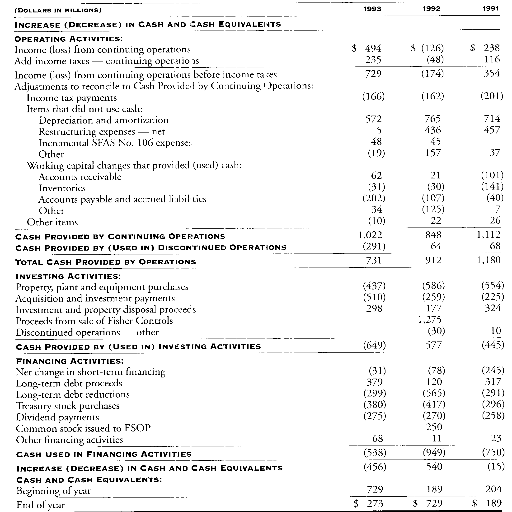 (DOLLARS IN MILLIONS) 1993 1992 1991
INCREASE (DECREASE) IN CASH AND CASH EQUIVALENTS
OPERATING ACTIVITIES:
Income (loss) from continuing operations $ 494 $ (126) $ 238
Add income taxes — continuing operations 235 (48) 116
Income (loss) from continuing operations before income taxes 729 (174) 354
Adjustments to reconcile to Cash Provided by Continuing Operations:
Income tax payments (166) (162) (201)
Items that did not use cash:
Depreciation and amortization 572 765 714
Restructuring expenses — net 5 436 457
Incremental SFAS No. 106 expense 48 45
Other (19) 157 37
Working capital changes that provided (used) cash:
Accounts receivable 62 21 (101)
Inventories (31) (30) (141)
Accounts payable and accrued liabilities (202) (107) (40)
Other 34 (125) 7
Other items (10) 22 26
CASH PROVIDED BY CONTINUING OPERATIONS 1,022 848 1,112
CASH PROVIDED BY (USED IN) DISCONTINUED OPERATIONS (291) 64 68
TOTAL CASH PROVIDED BY OPERATIONS 731 912 1,180
INVESTING ACTIVITIES:
Property, plant and equipment purchases (437) (586) (554)
Acquisition and investment payments (510) (259) (225)
Investment and property disposal proceeds 298 177 324
Proceeds from sale of Fisher Controls 1,275
Discontinued operations — other (30) 10
CASH PROVIDED BY (USED IN) INVESTING ACTIVITIES (649) 577 (445)
FINANCING ACTIVITIES:
Net change in short-term financing (31) (78) (245)
Long-term debt proceeds 379 120 317
Long-term debt reductions (299) (565) (291)
Treasury stock purchases (380) (417) (296)
Dividend payments (275) (270) (258)
Common stock issued to ESOP 250
Other financing activities 68 11 23
CASH USED IN FINANCING ACTIVITIES (538) (949) (750)
INCREASE (DECREASE) IN CASH AND CASH EQUIVALENTS (456) 540 (15)
CASH AND CASH EQUIVALENTS:
Beginning of year 729 189 204
End of year $ 273 $ 729 $ 189